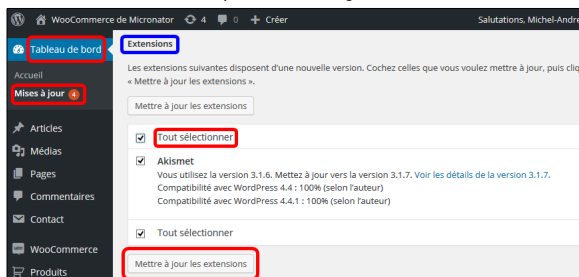 WooCommerce de Micronator 4 0 + Créer Salutations, Michel-André
Tableau de bord
Accueil
Mises à jour 4
Articles
Médias
Pages
Commentaires
Contact
WooCommerce
Produits
Extensions
Les extensions suivantes disposent d'une nouvelle version. Cochez celles que vous voulez mettre à jour, puis
« Mettre à jour les extensions ».
Mettre à jour les extensions
Tout sélectionner
Akismet
Vous utilisez la version 3.1.6. Mettez à jour vers la version 3.1.7. Voir les détails de la version 3.1.7.
Compatibilité avec WordPress 4.4 : 100% (selon l'auteur)
Compatibilité avec WordPress 4.4.1 : 100% (selon l'auteur)
Tout sélectionner
Mettre à jour les extensions